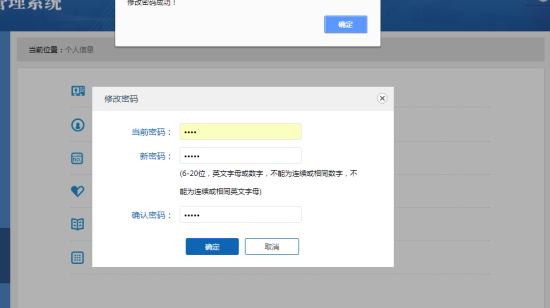 管理系统
修改密码成功！
确定
当前位置：个人信息
修改密码
当前密码： ••••
新密码： •••••
(6-20位，英文字母或数字，不能为连续或相同数字，不
能为连续或相同英文字母)
确认密码： •••••
确定 取消